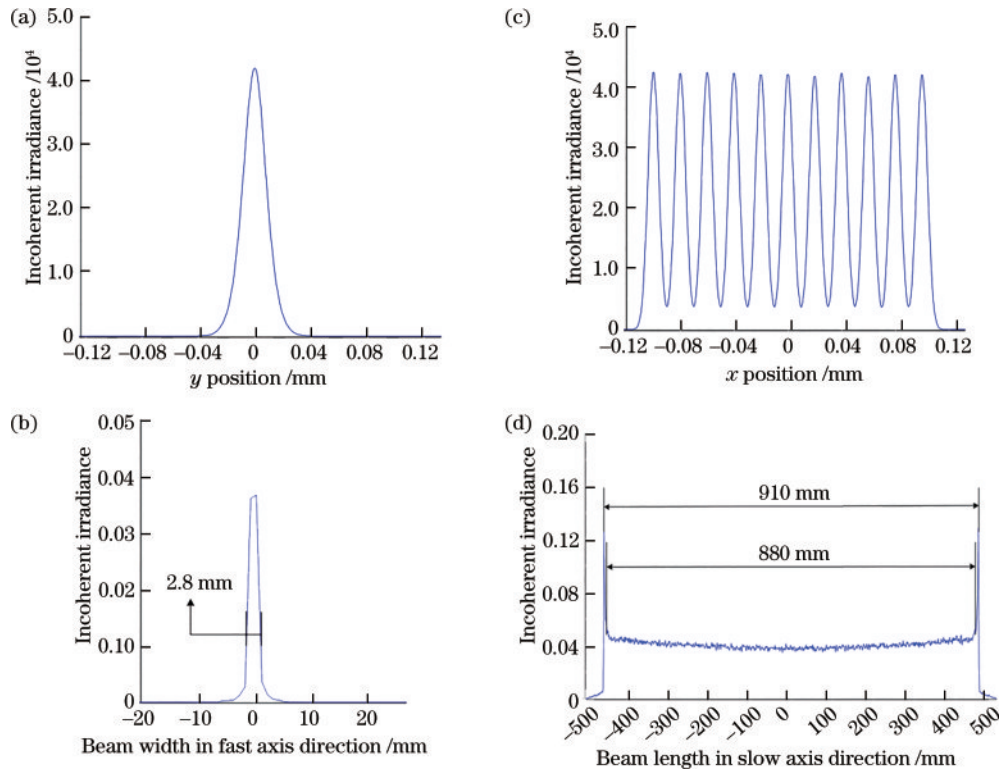 (a)
5.0
4.0
3.0
2.0
1.0
0
Incoherent irradiance /10⁴
−0.12 −0.08 −0.04 0 0.04 0.08 0.12
y position /mm
(c)
5.0
4.0
3.0
2.0
1.0
0
Incoherent irradiance /10⁴
−0.12 −0.08 −0.04 0 0.04 0.08 0.12
x position /mm
(b)
0.05
0.04
0.03
0.02
0.10
0
Incoherent irradiance
2.8 mm
−20 −10 0 10 20
Beam width in fast axis direction /mm
(d)
0.20
0.16
0.12
0.08
0.04
0
Incoherent irradiance
910 mm
880 mm
−500 −400 −300 −200 −100 0 100 200 300 400 500
Beam length in slow axis direction/mm